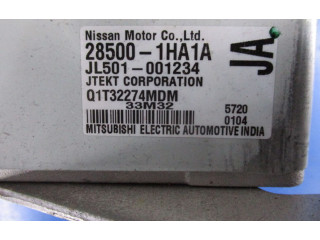 Nissan Motor Co.,Ltd.
28500-1HA1A
JL501-001234
JTEKT CORPORATION
Q1T32274MDM
33M32
5720
0104
MITSUBISHI ELECTRIC AUTOMOTIVE INDIA
JA